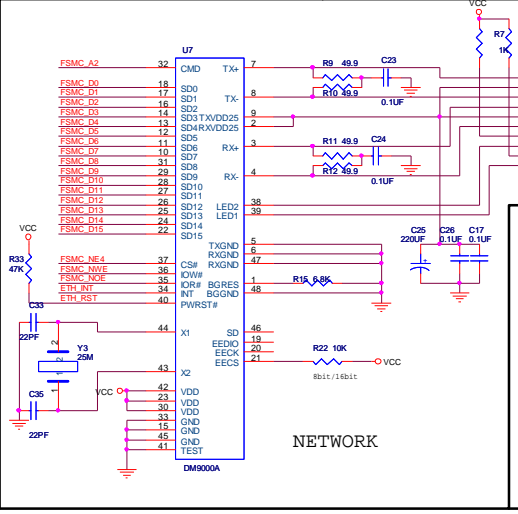 VCC
R7
1K
U7
FSMC_A2 32 CMD TX+ 7 R9 49.9 C23
R10 49.9 0.1UF
FSMC_D0 18 SD0 TX- 8
FSMC_D1 17 SD1
FSMC_D2 16 SD2 TXVDD25 9
FSMC_D3 14 SD3 RXVDD25 2
FSMC_D4 13 SD4
FSMC_D5 12 SD5
FSMC_D6 11 SD6 RX+ 3 R11 49.9 C24
FSMC_D7 10 SD7
FSMC_D8 31 SD8
FSMC_D9 29 SD9 RX- 4 R12 49.9 0.1UF
FSMC_D10 28 SD10
FSMC_D11 27 SD11
FSMC_D12 26 SD12 LED2 38
FSMC_D13 25 SD13 LED1 39
FSMC_D14 24 SD14
FSMC_D15 22 SD15
C25 220UF C26 0.1UF C17 0.1UF
VCC
R33
47K
TXGND 5
RXGND 6
RXGND 47
FSMC_NE4 37 CS#
FSMC_NWE 36 IOW#
FSMC_NOE 35 IOR# BGRES 1 R15 6.8K
ETH_INT 34 INT BGGND 48
ETH_RST 40 PWRST#
C33
22PF
44 X1 SD 46
EEDIO 19
EECK 20
EECS 21 R22 10K VCC
8bit/16bit
Y3
25M
2
1
43 X2
C35
22PF
VCC 42 VDD
23 VDD
30 VDD
33 GND
15 GND
45 GND
41 TEST
NETWORK
DM9000A